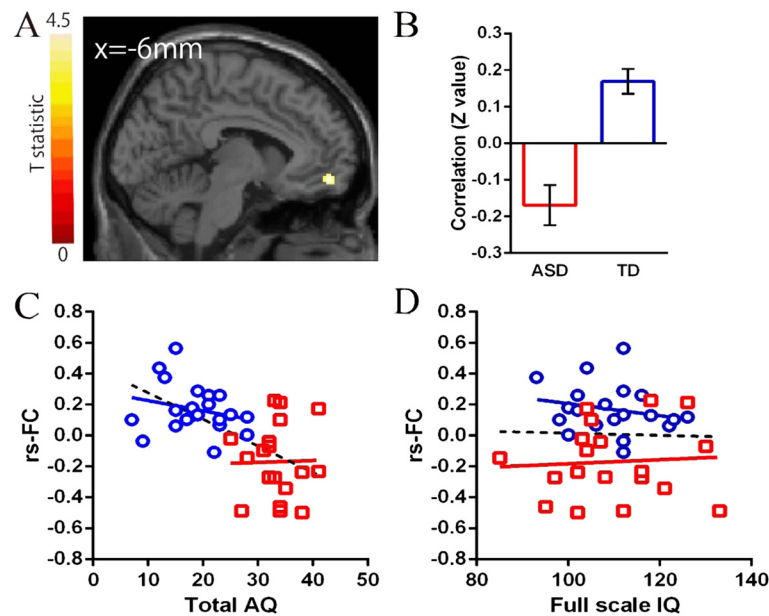 A
4.5
T statistic
0
x=-6mm
B
Correlation (Z value)
0.3
0.2
0.1
0.0
-0.1
-0.2
-0.3
ASD TD
C
rs-FC
0.8
0.6
0.4
0.2
0.0
-0.2
-0.4
-0.6
-0.8
0 10 20 30 40 50
Total AQ
D
rs-FC
0.8
0.6
0.4
0.2
0.0
-0.2
-0.4
-0.6
-0.8
80 100 120 140
Full scale IQ